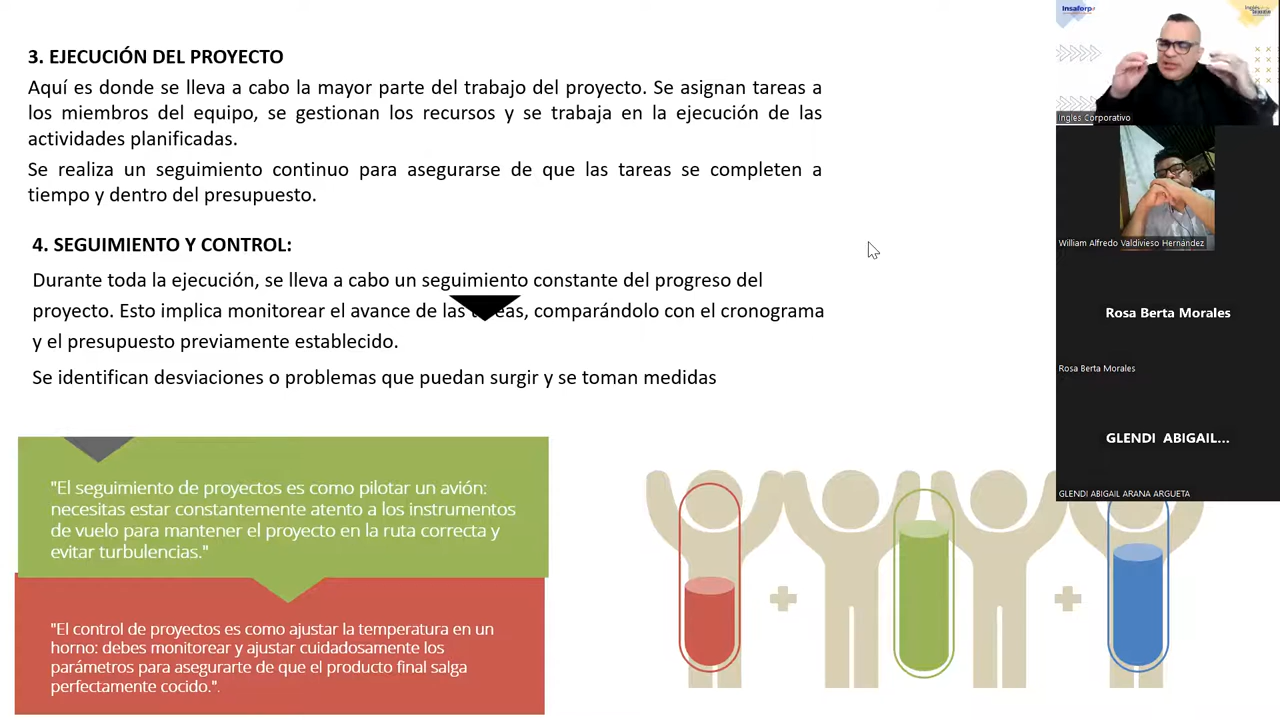 3. EJECUCIÓN DEL PROYECTO
Aquí es donde se lleva a cabo la mayor parte del trabajo del proyecto. Se asignan tareas a
los miembros del equipo, se gestionan los recursos y se trabaja en la ejecución de las
actividades planificadas.
Se realiza un seguimiento continuo para asegurarse de que las tareas se completen a
tiempo y dentro del presupuesto.
4. SEGUIMIENTO Y CONTROL:
Durante toda la ejecución, se lleva a cabo un seguimiento constante del progreso del
proyecto. Esto implica monitorear el avance de las tareas, comparándolo con el cronograma
y el presupuesto previamente establecido.
Se identifican desviaciones o problemas que puedan surgir y se toman medidas
"El seguimiento de proyectos es como pilotar un avión:
necesitas estar constantemente atento a los instrumentos
de vuelo para mantener el proyecto en la ruta correcta y
evitar turbulencias."
"El control de proyectos es como ajustar la temperatura en un
horno: debes monitorear y ajustar cuidadosamente los
parámetros para asegurarte de que el producto final salga
perfectamente cocido.".
Insaforp
Ingles Corporativo
William Alfredo Valdivieso Hernández
Rosa Berta Morales
Rosa Berta Morales
GLENDI ABIGAIL...
GLENDI ABIGAIL ARANA ARGUETA